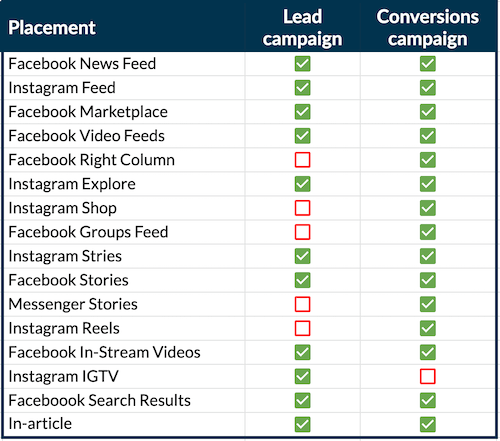 Placement Lead campaign Conversions campaign
Facebook News Feed ✅ ✅
Instagram Feed ✅ ✅
Facebook Marketplace ✅ ✅
Facebook Video Feeds ✅ ✅
Facebook Right Column ☐ ✅
Instagram Explore ✅ ✅
Instagram Shop ☐ ✅
Facebook Groups Feed ☐ ✅
Instagram Stries ✅ ✅
Facebook Stories ✅ ✅
Messenger Stories ☐ ✅
Instagram Reels ☐ ✅
Facebook In-Stream Videos ✅ ✅
Instagram IGTV ✅ ☐
Faceboook Search Results ✅ ✅
In-article ✅ ✅